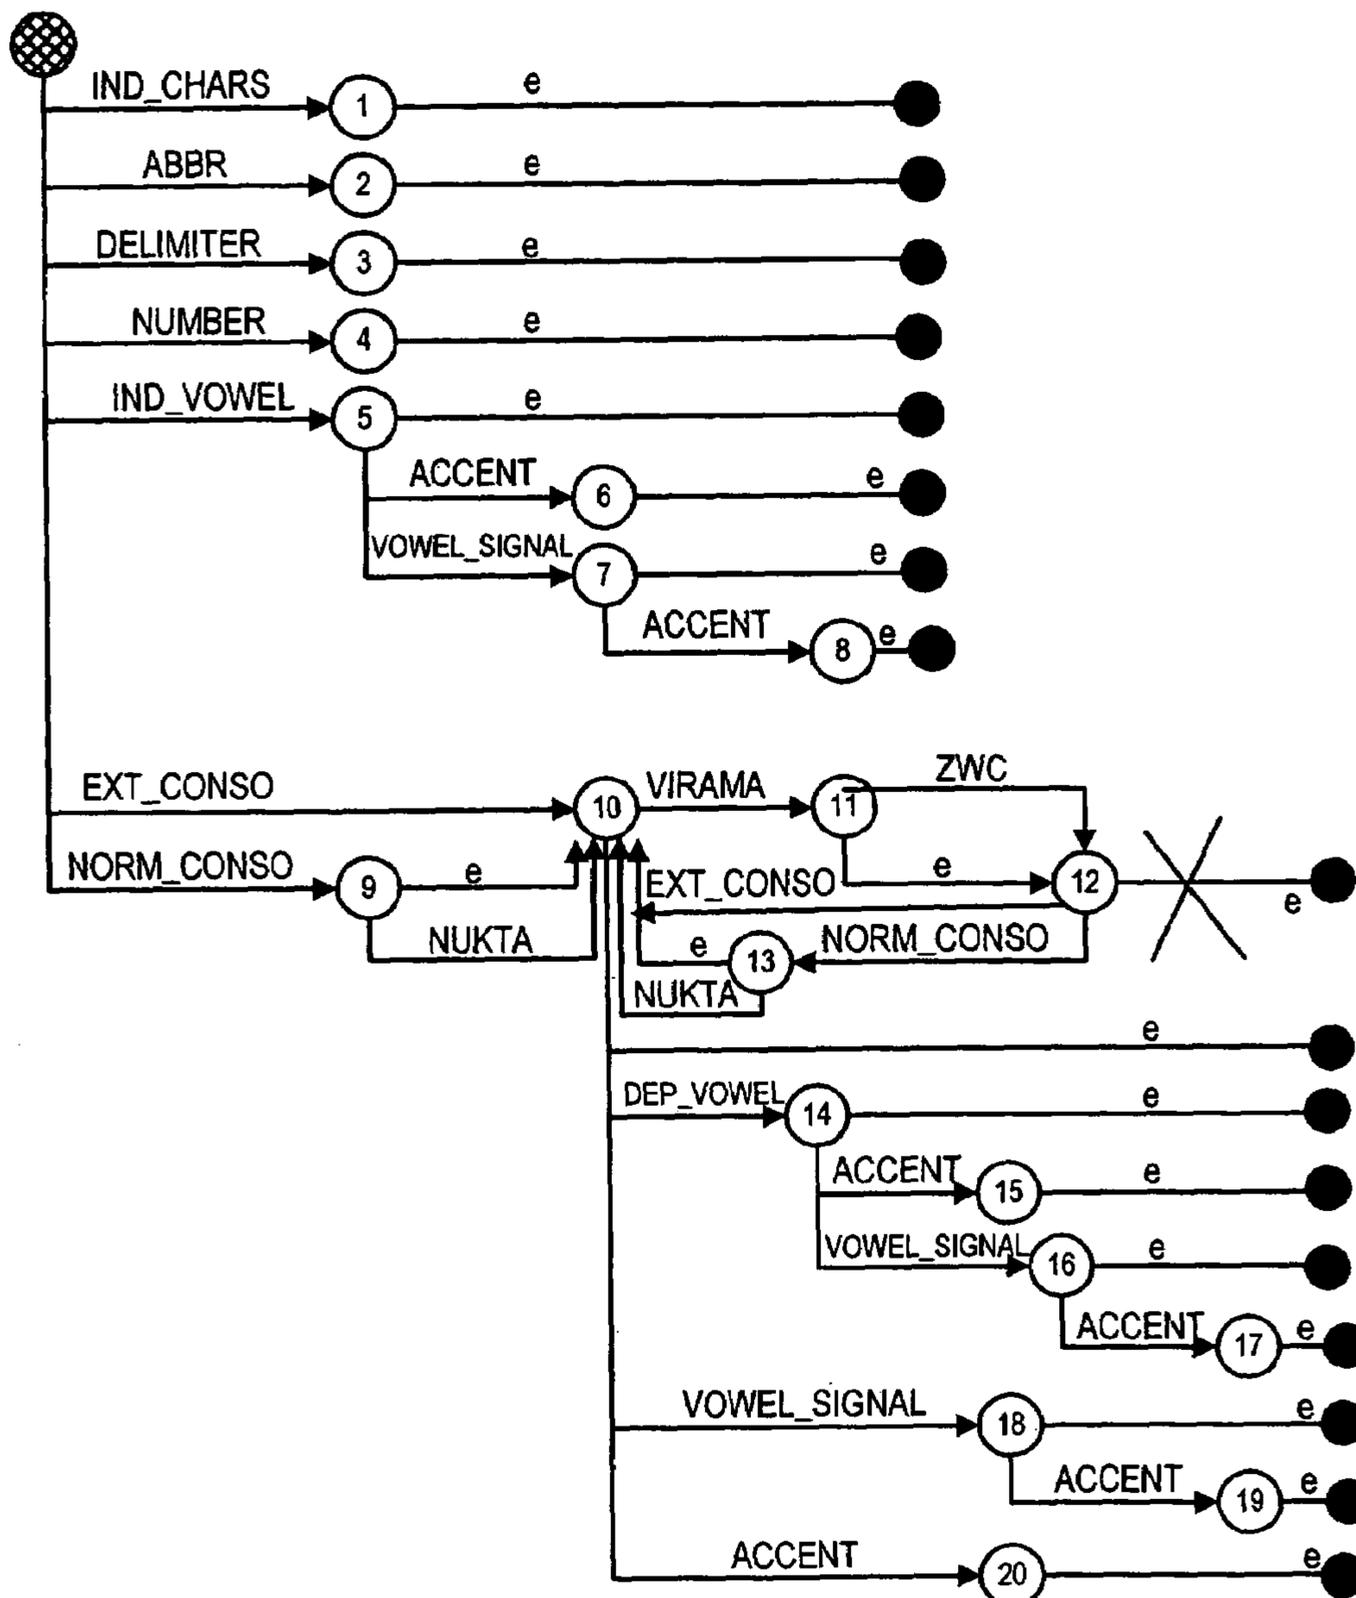 IND_CHARS 1 e
ABBR 2 e
DELIMITER 3 e
NUMBER 4 e
IND_VOWEL 5 e
ACCENT 6 e
VOWEL_SIGNAL 7 e
ACCENT 8 e
EXT_CONSO 10 VIRAMA 11 ZWC
NORM_CONSO 9 e EXT_CONSO e 12 e
NUKTA e 13 NORM_CONSO
NUKTA
e
DEP_VOWEL 14 e
ACCENT 15 e
VOWEL_SIGNAL 16 e
ACCENT 17 e
VOWEL_SIGNAL 18 e
ACCENT 19 e
ACCENT 20 e